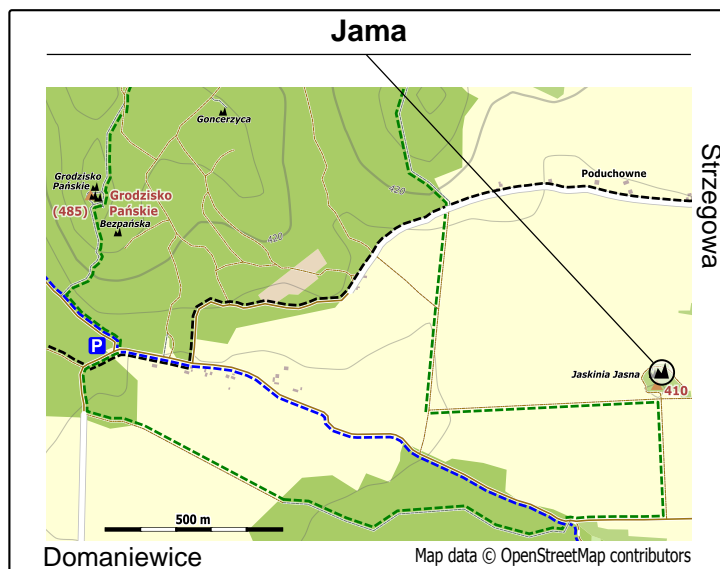 Jama
Goncerzyca
Strzegowa
Poduchowne
Grodzisko
Pańskie
Grodzisko
Pańskie
(485)
Bezpańska
420
420
P
Jaskinia Jasna
410
500 m
Domaniewice
Map data © OpenStreetMap contributors